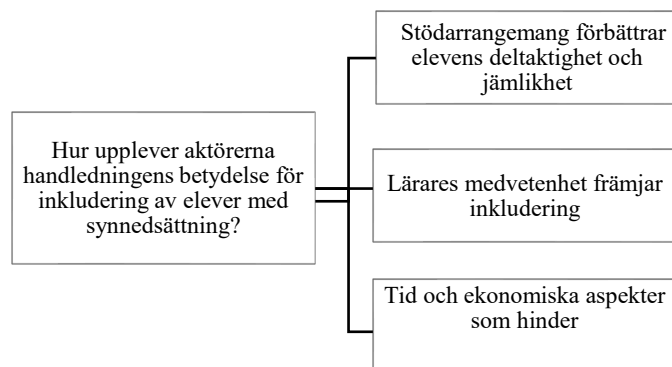 Hur upplever aktörerna
handledningens betydelse för
inkludering av elever med
synnedsättning?
Stödarrangemang förbättrar
elevens deltaktighet och
jämlikhet
Lärares medvetenhet främjar
inkludering
Tid och ekonomiska aspekter
som hinder